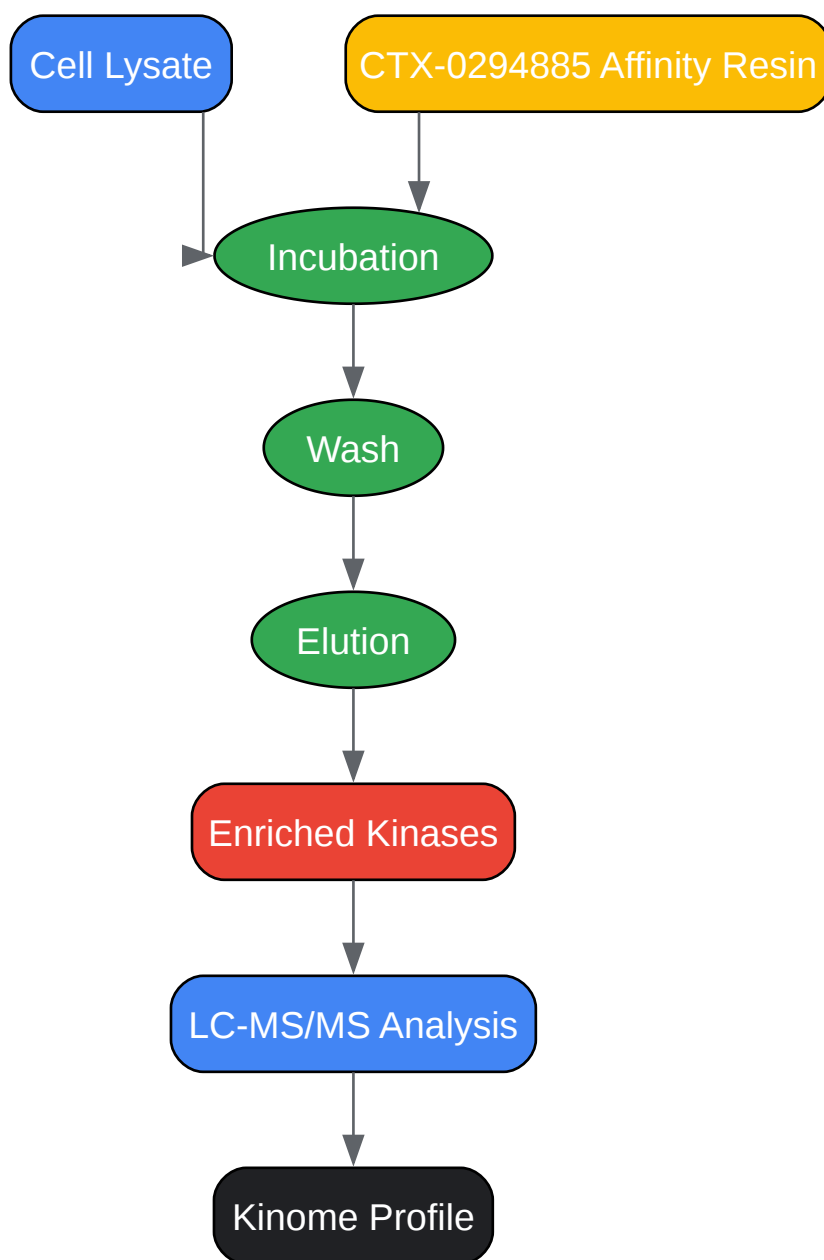 Cell Lysate
CTX-0294885 Affinity Resin
Incubation
Wash
Elution
Enriched Kinases
LC-MS/MS Analysis
Kinome Profile